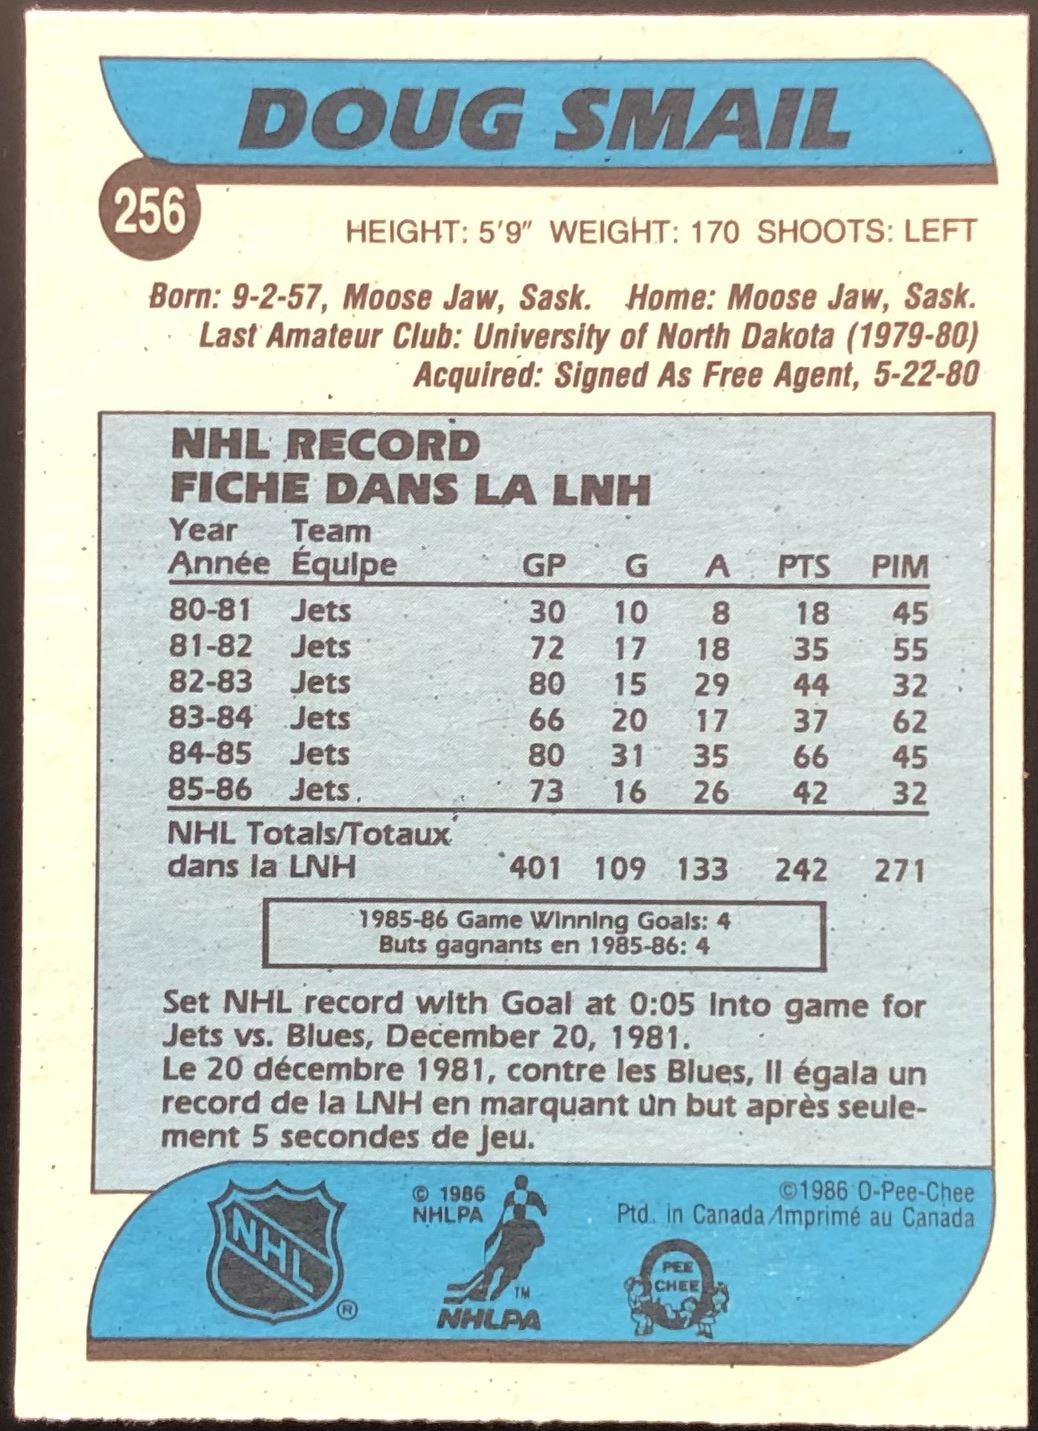 DOUG SMAIL
256
HEIGHT: 5'9" WEIGHT: 170 SHOOTS: LEFT
Born: 9-2-57, Moose Jaw, Sask. Home: Moose Jaw, Sask.
Last Amateur Club: University of North Dakota (1979-80)
Acquired: Signed As Free Agent, 5-22-80
NHL RECORD
FICHE DANS LA LNH
Year Team
Année Équipe GP G A PTS PIM
80-81 Jets 30 10 8 18 45
81-82 Jets 72 17 18 35 55
82-83 Jets 80 15 29 44 32
83-84 Jets 66 20 17 37 62
84-85 Jets 80 31 35 66 45
85-86 Jets 73 16 26 42 32
NHL Totals/Totaux
dans la LNH 401 109 133 242 271
1985-86 Game Winning Goals: 4
Buts gagnants en 1985-86: 4
Set NHL record with Goal at 0:05 into game for
Jets vs. Blues, December 20, 1981.
Le 20 décembre 1981, contre les Blues, Il égala un
record de la LNH en marquant un but après seule-
ment 5 secondes de jeu.
NHL
®
© 1986
NHLPA
TM
NHLPA
©1986 O-Pee-Chee
Ptd. in Canada/Imprimé au Canada
PEE
CHEE